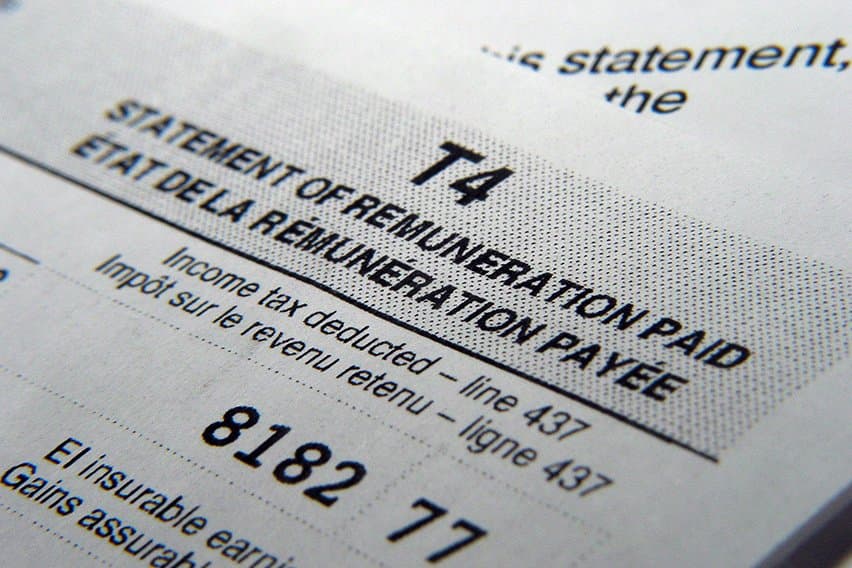 is statement,
the
T4
STATEMENT OF REMUNERATION PAID
ÉTAT DE LA RÉMUNÉRATION PAYÉE
Income tax deducted – line 437
Impôt sur le revenu retenu – ligne 437
8182 77
EI insurable
Gains